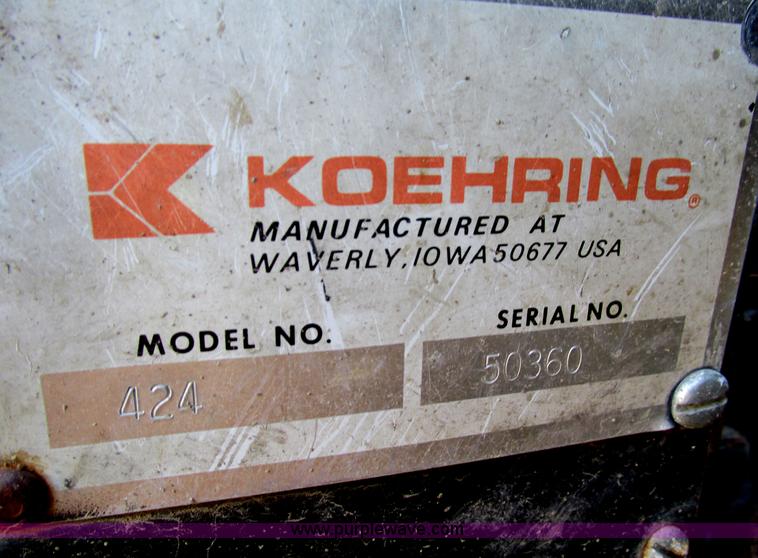 KOEHRING®
MANUFACTURED AT
WAVERLY, IOWA 50677 USA
MODEL NO.
SERIAL NO.
424
50360
www.purplewave.com